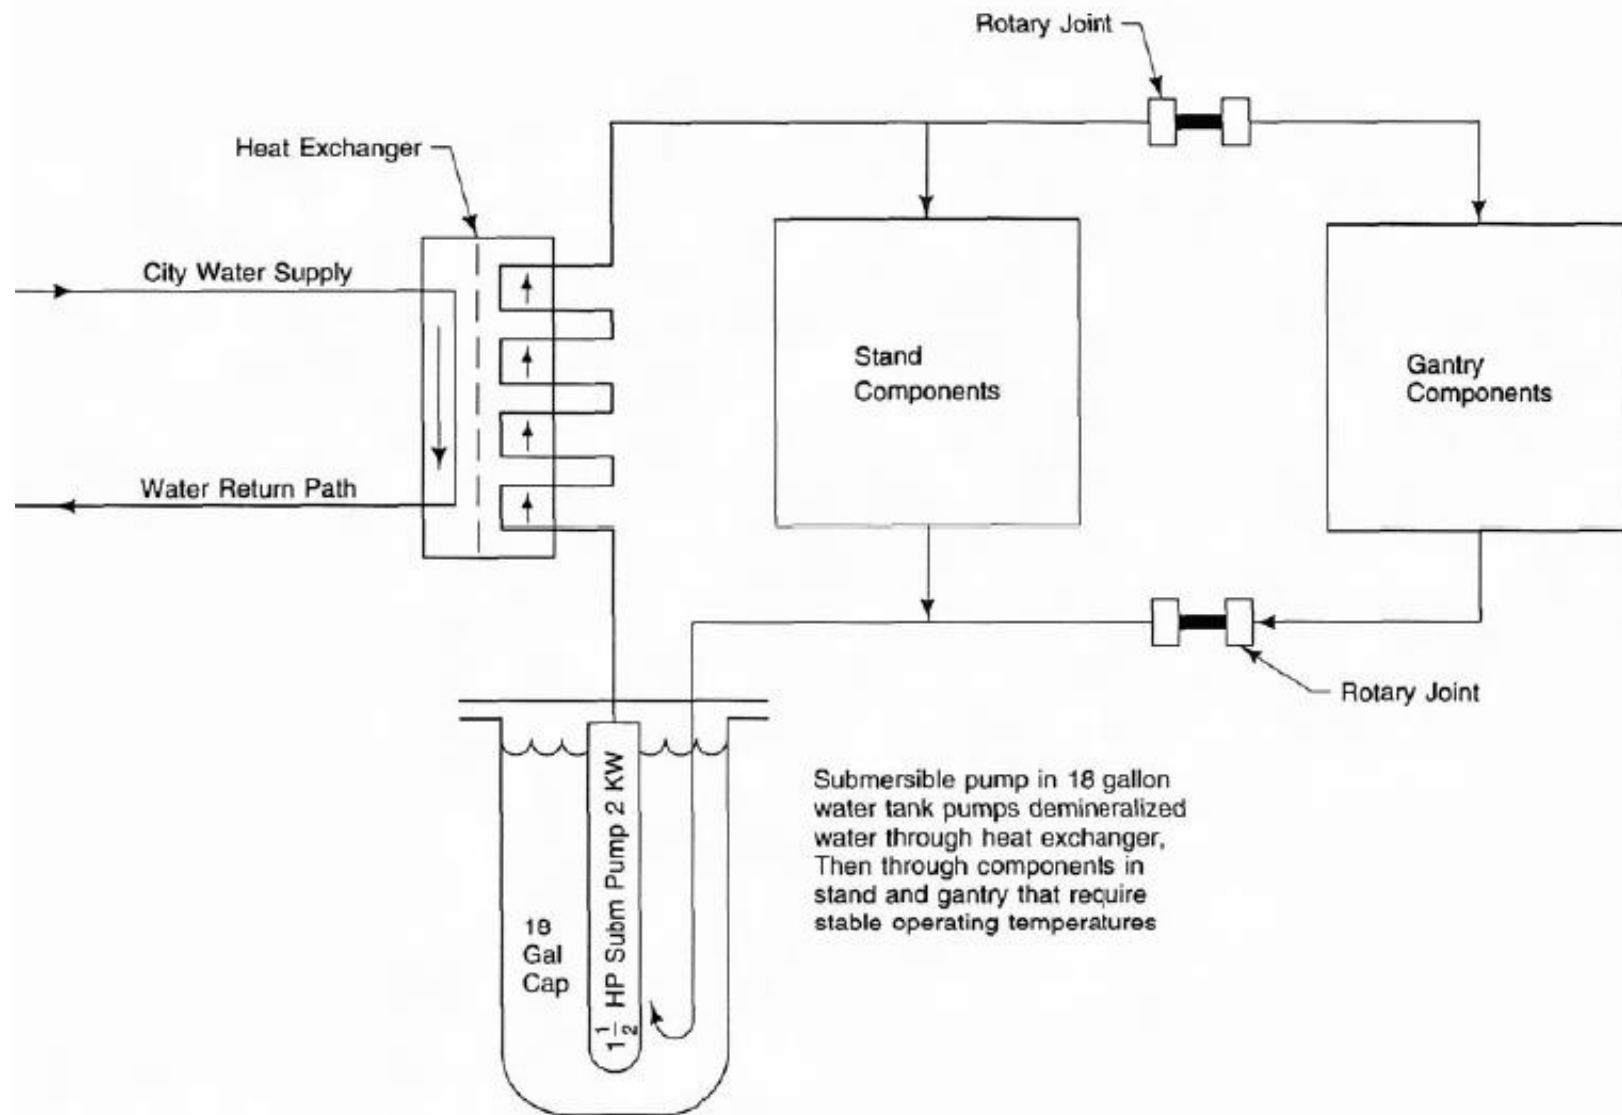 Rotary Joint
Heat Exchanger
City Water Supply
Water Return Path
Stand
Components
Gantry
Components
Rotary Joint
Submersible pump in 18 gallon
water tank pumps demineralized
water through heat exchanger,
Then through components in
stand and gantry that require
stable operating temperatures
18
Gal
Cap
1 1/2 HP Subm Pump 2 KW